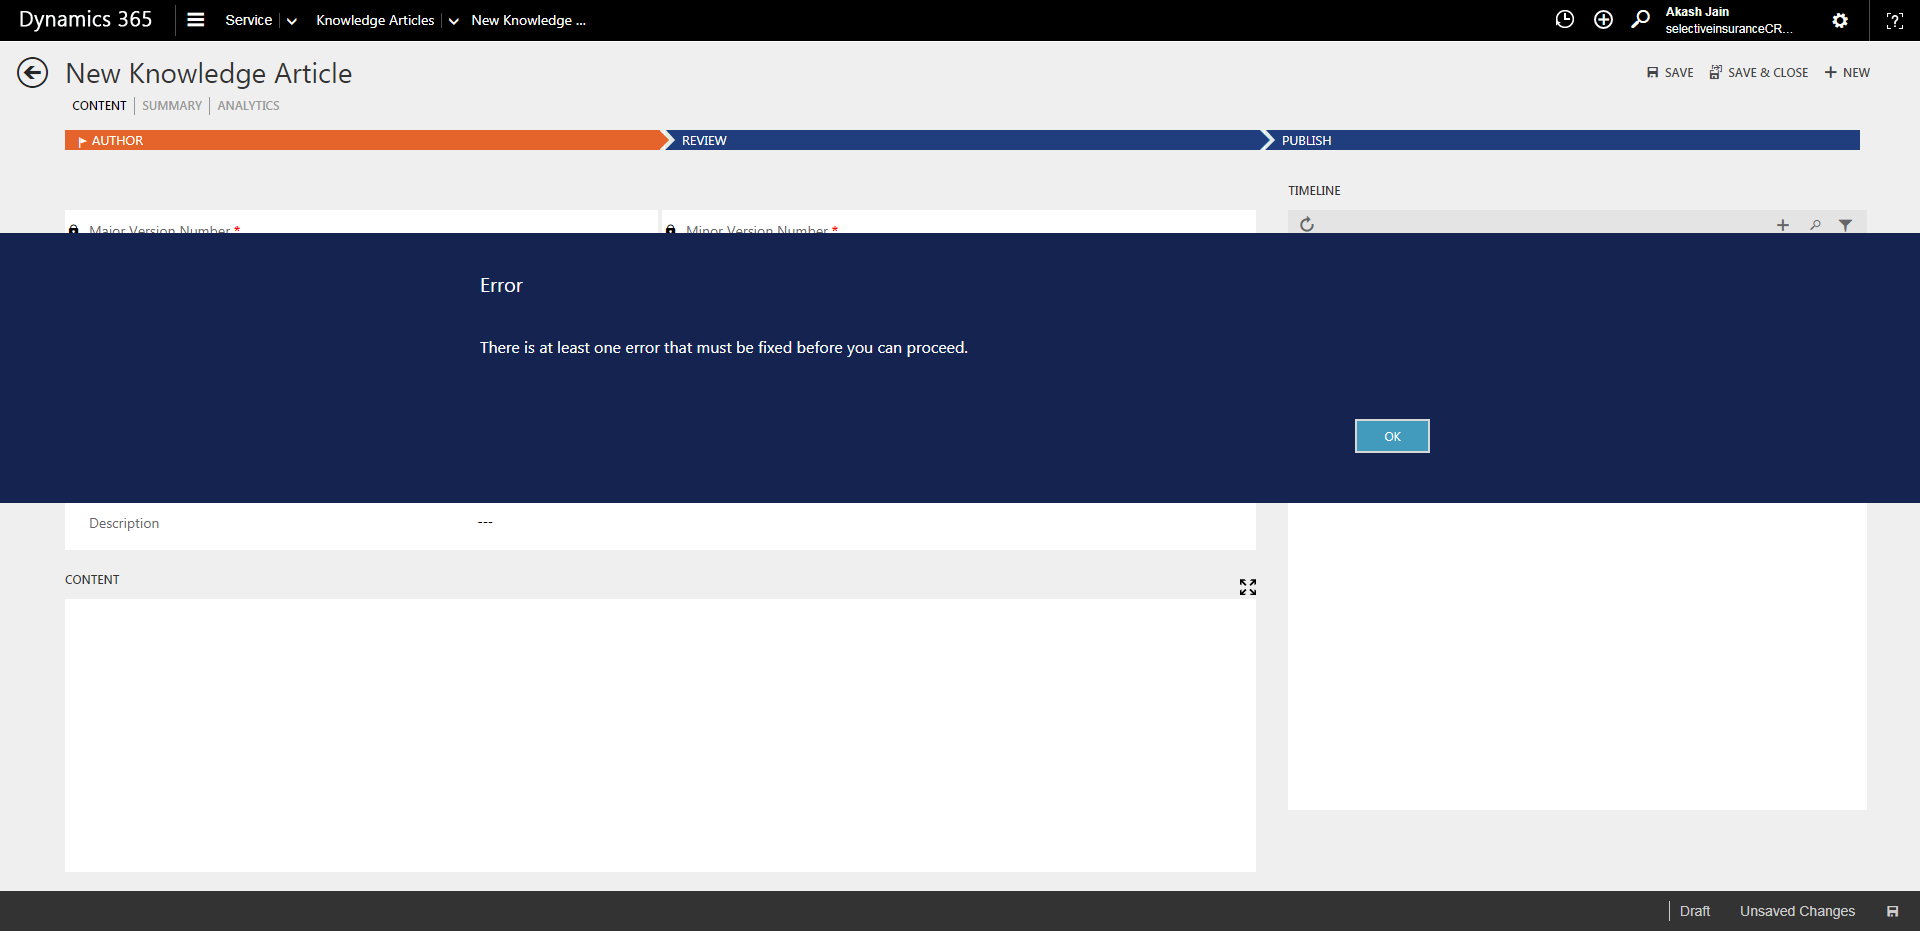 Dynamics 365 Service Knowledge Articles New Knowledge ... Akash Jain
selectiveinsuranceCR...
New Knowledge Article
SAVE SAVE & CLOSE NEW
CONTENT SUMMARY ANALYTICS
AUTHOR REVIEW PUBLISH
TIMELINE
Major Version Number * Minor Version Number *
Error
There is at least one error that must be fixed before you can proceed.
OK
Description ---
CONTENT
Draft Unsaved Changes